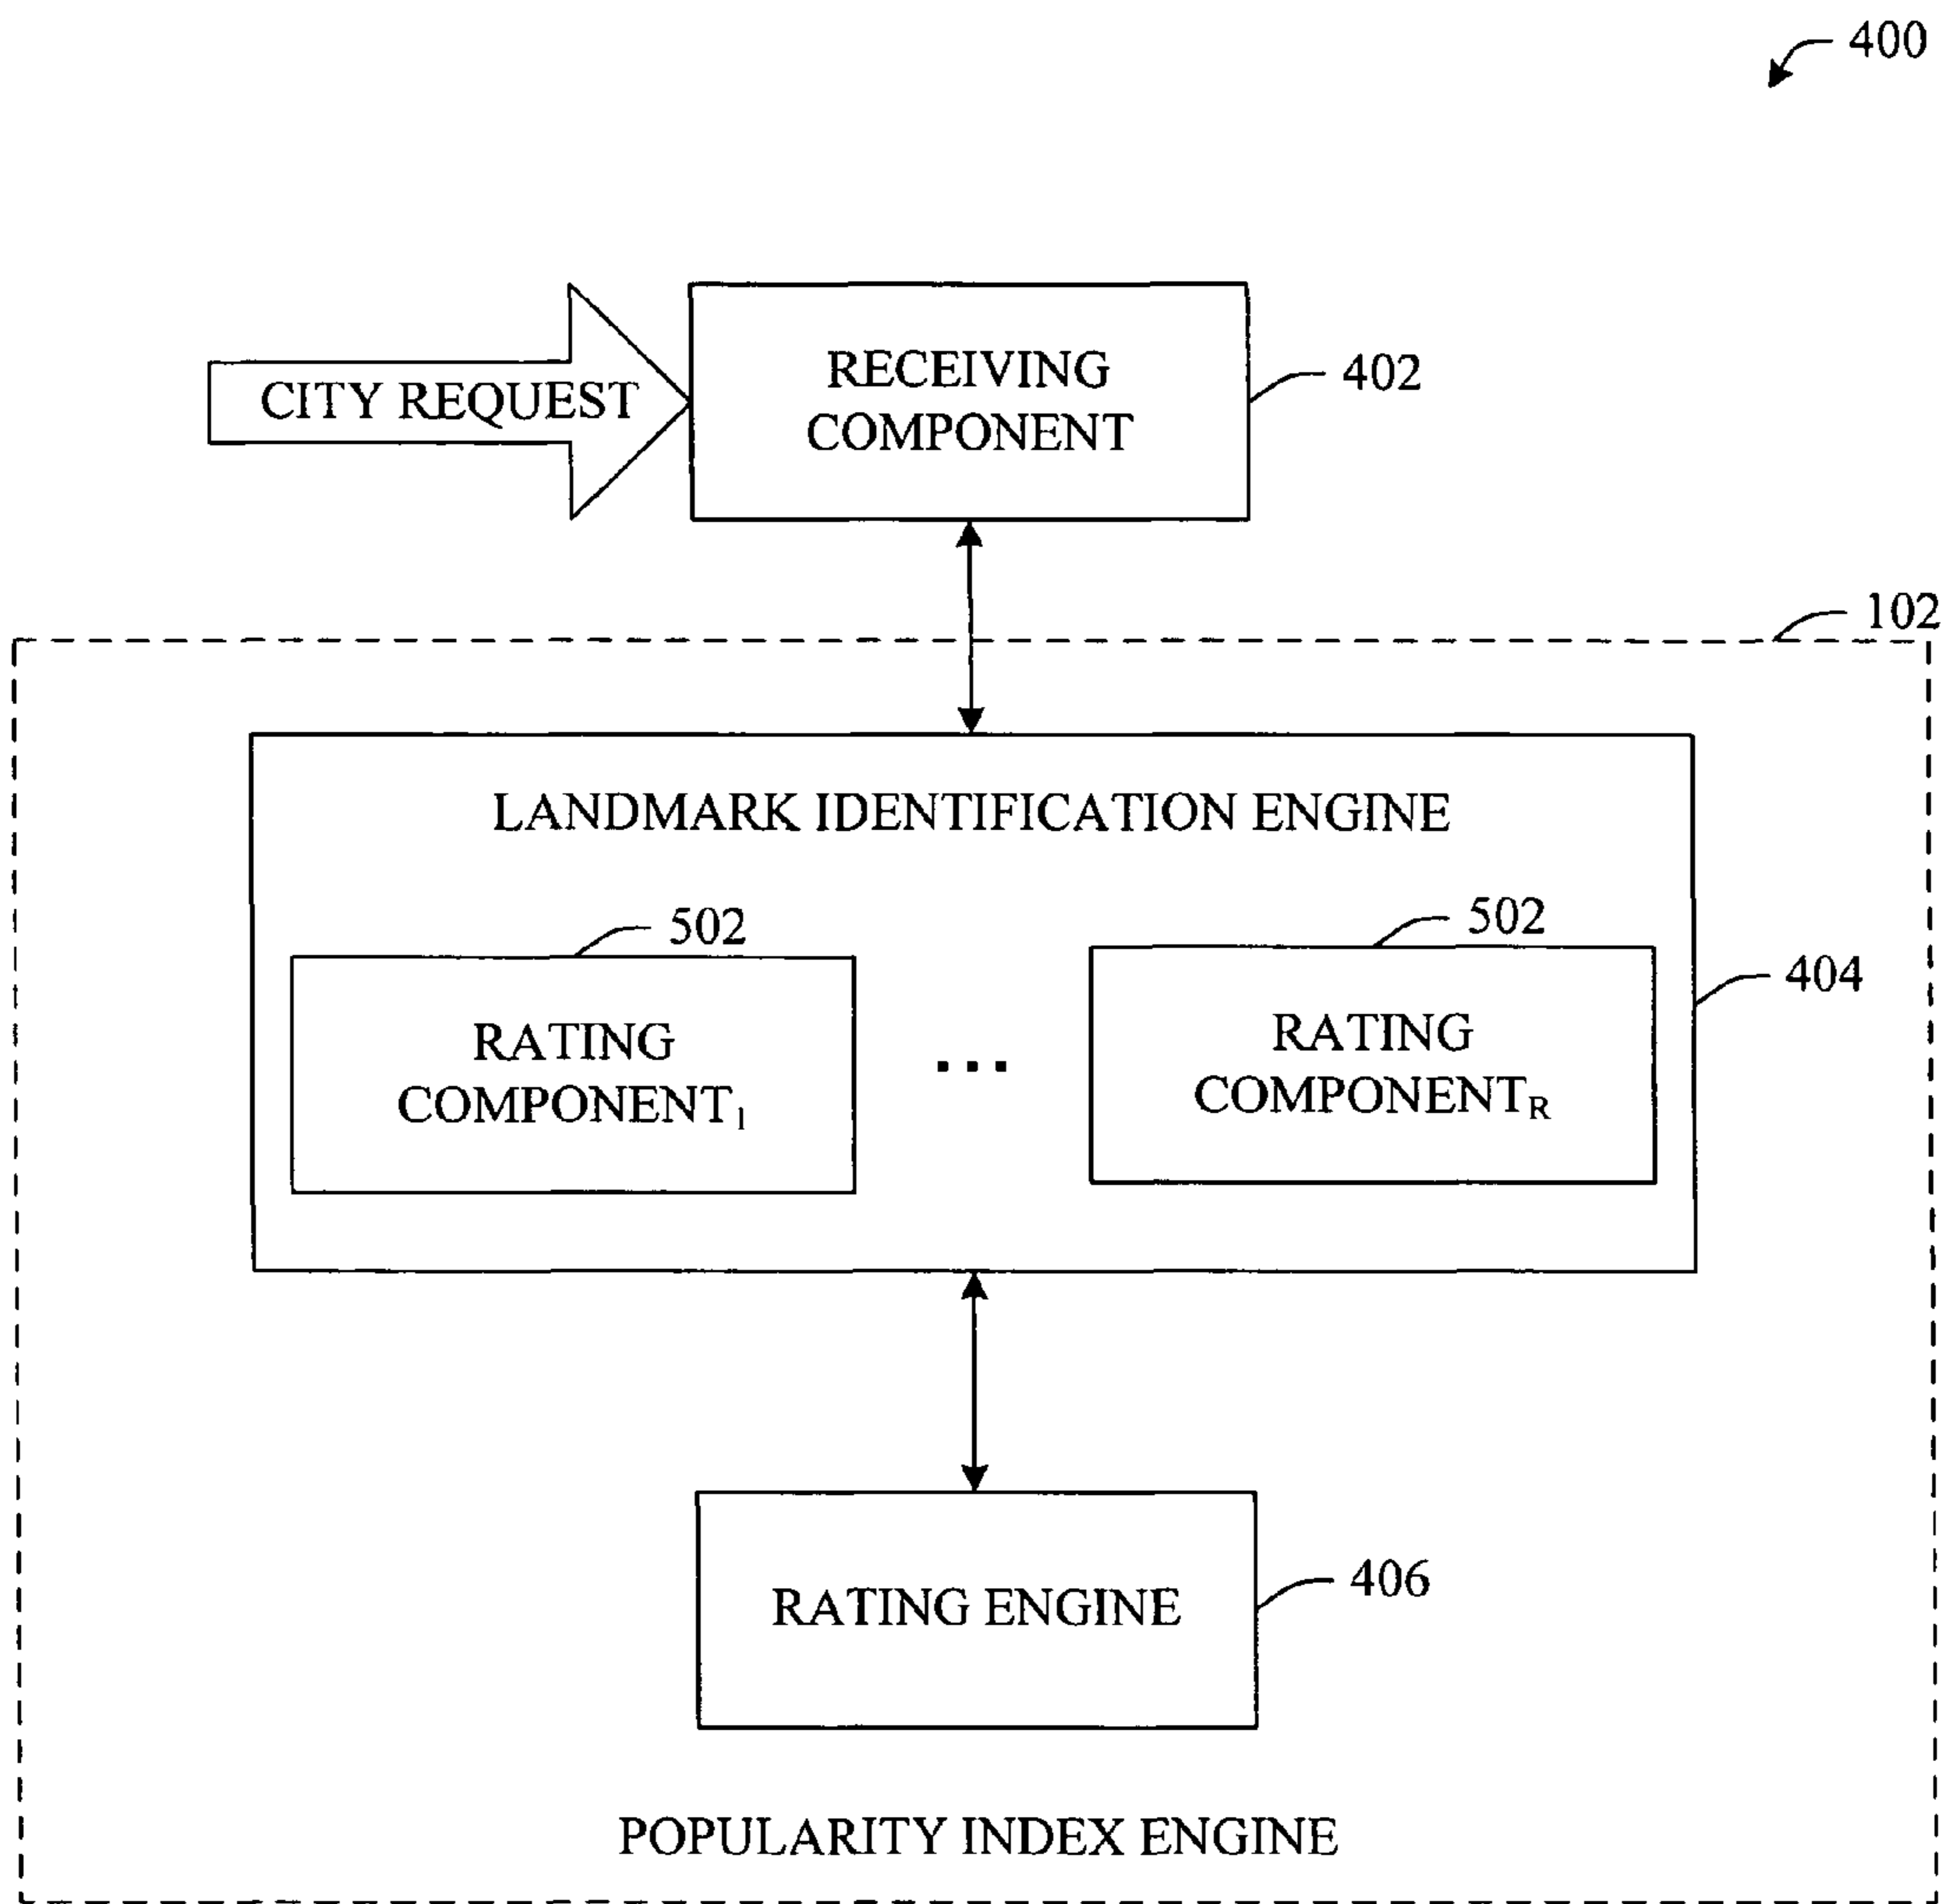 400
CITY REQUEST
RECEIVING
COMPONENT
402
102
LANDMARK IDENTIFICATION ENGINE
502
502
404
RATING
COMPONENT1
...
RATING
COMPONENTR
RATING ENGINE
406
POPULARITY INDEX ENGINE